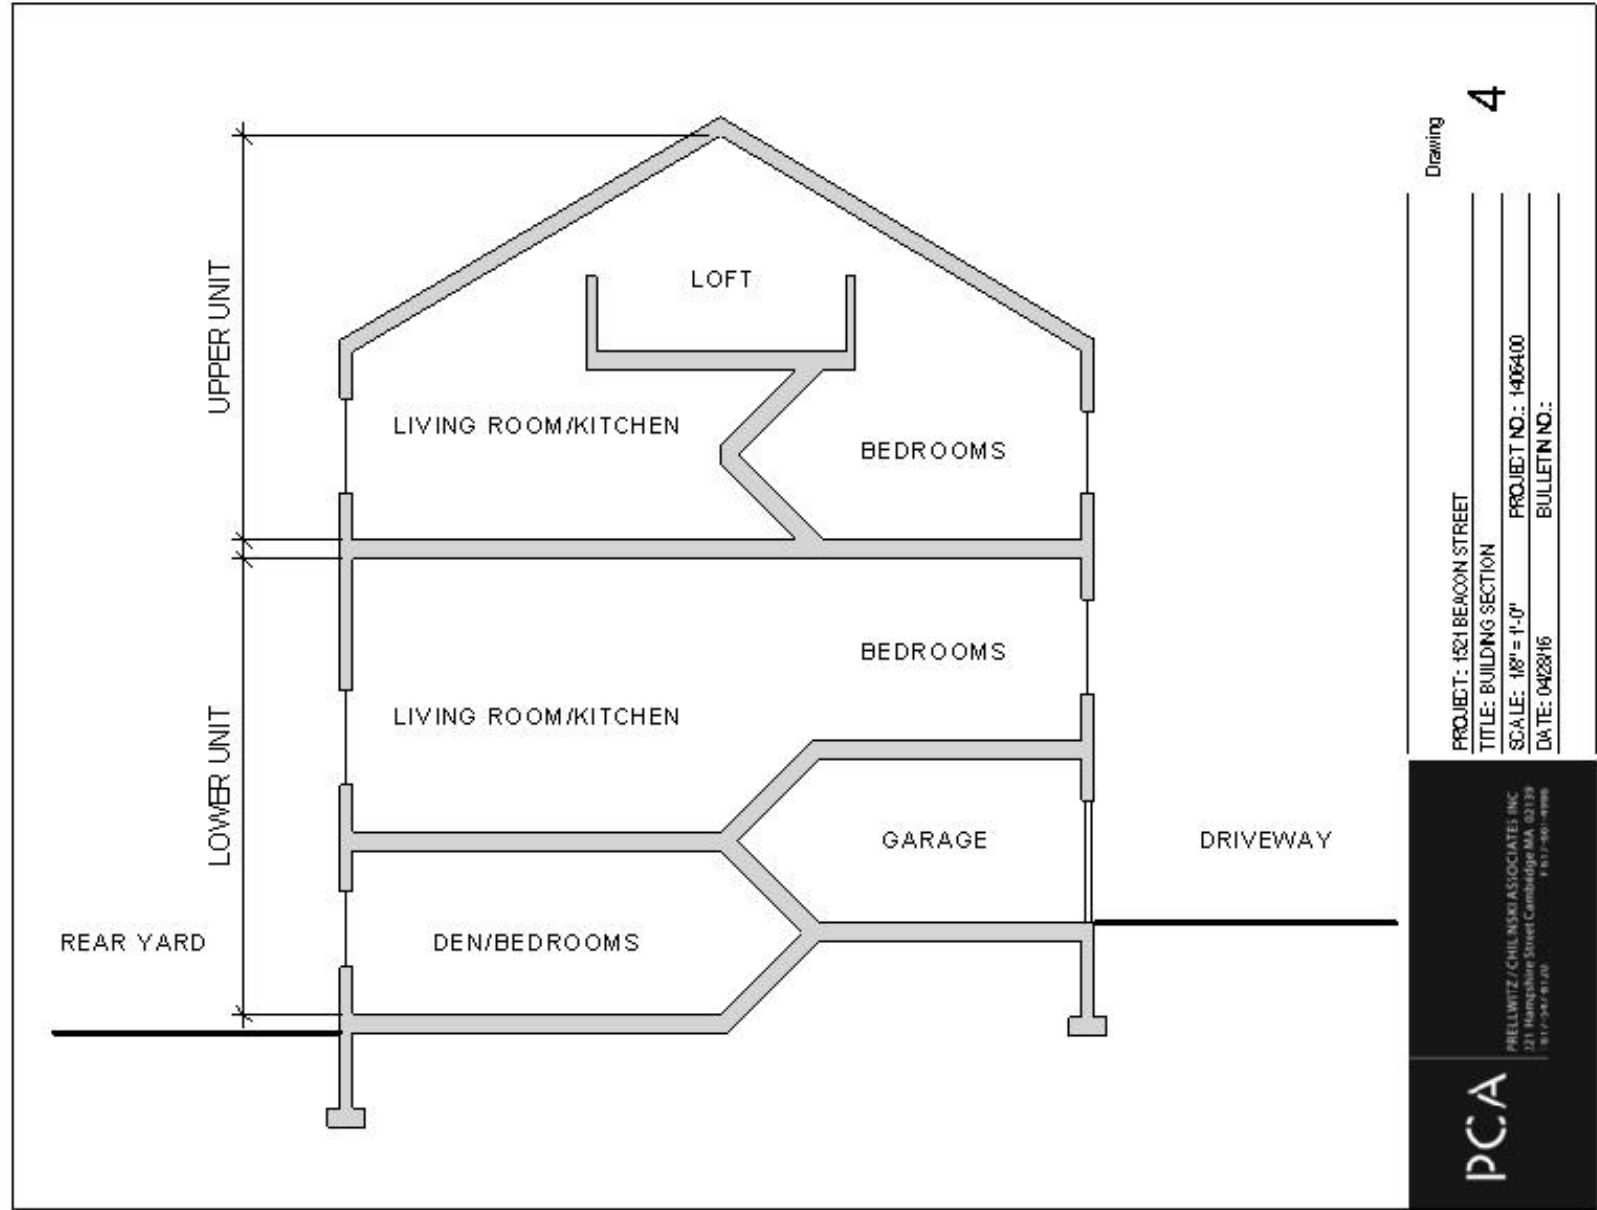 UPPER UNIT
LOFT
LIVING ROOM/KITCHEN
BEDROOMS
LOWER UNIT
BEDROOMS
LIVING ROOM/KITCHEN
GARAGE
DRIVEWAY
REAR YARD
DEN/BEDROOMS
Drawing
4
PROJECT: 1521 BEACON STREET
TITLE: BUILDING SECTION
SCALE: 1/8" = 1'-0" PROJECT NO.: 14064.00
DATE: 04/28/16 BULLETIN NO.:
PCA
PRELLWITZ / CHILINSKI ASSOCIATES INC
221 Hampshire Street Cambridge MA 02139